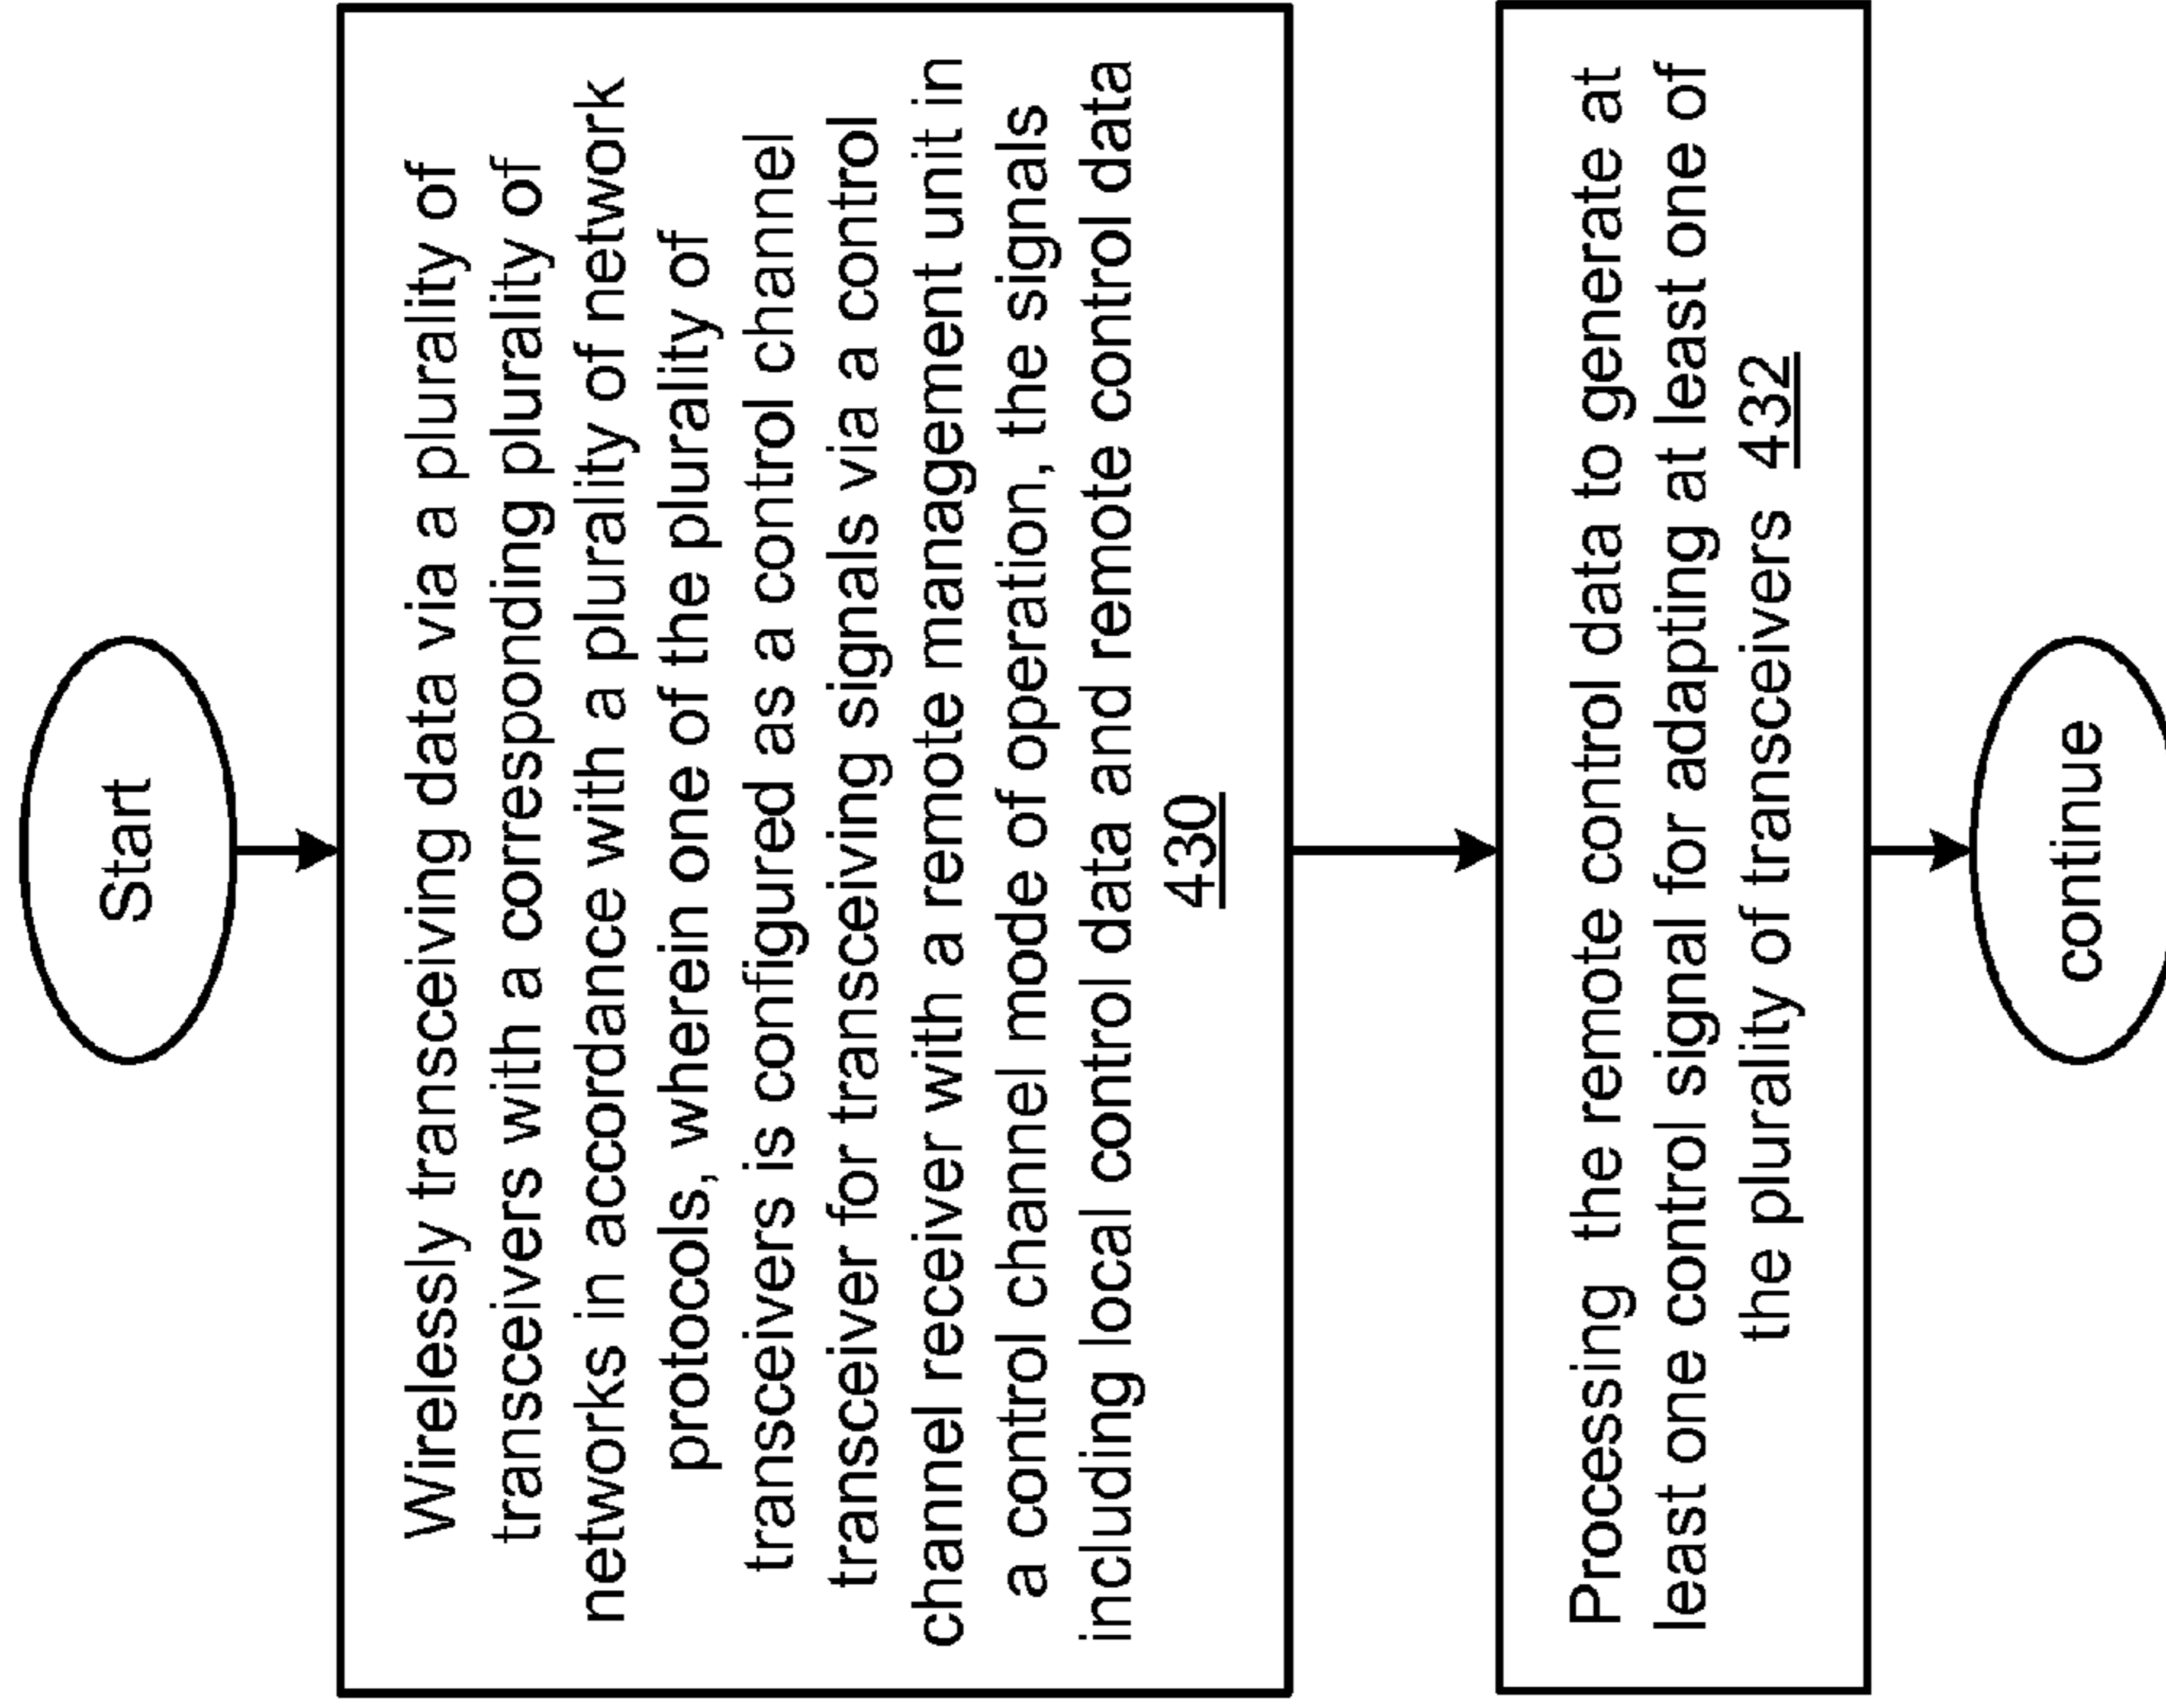 Start
Wirelessly transceiving data via a plurality of
transceivers with a corresponding plurality of
networks in accordance with a plurality of network
protocols, wherein one of the plurality of
transceivers is configured as a control channel
transceiver for transceiving signals via a control
channel receiver with a remote management unit in
a control channel mode of operation, the signals
including local control data and remote control data
430
Processing the remote control data to generate at
least one control signal for adapting at least one of
the plurality of transceivers 432
continue